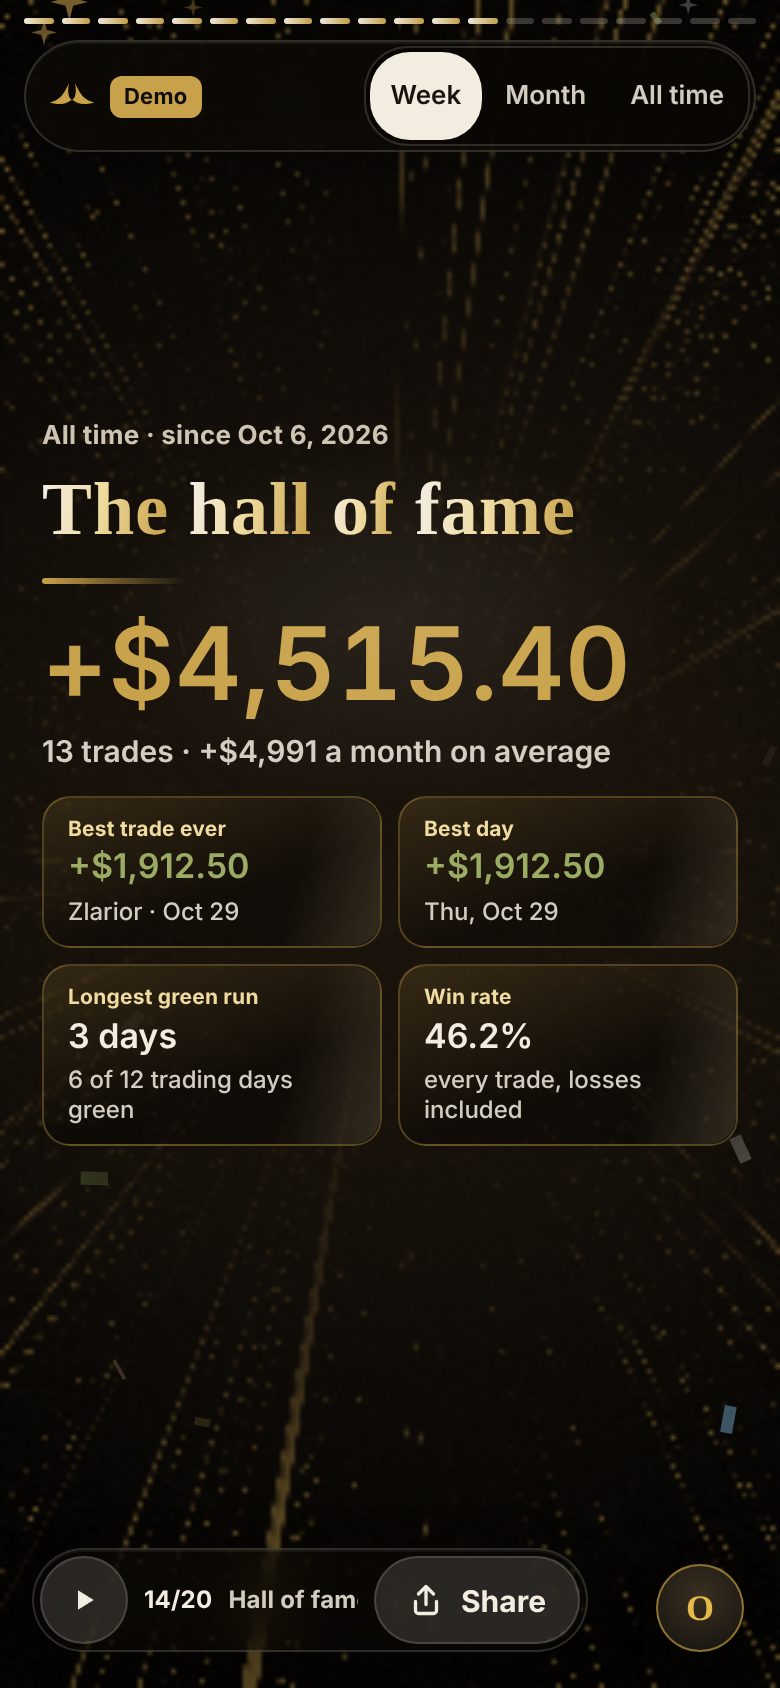 Demo
Week
Month
All time
All time · since Oct 6, 2026
The hall of fame
+$4,515.40
13 trades · +$4,991 a month on average
Best trade ever
+$1,912.50
Zlarior · Oct 29
Best day
+$1,912.50
Thu, Oct 29
Longest green run
3 days
6 of 12 trading days
green
Win rate
46.2%
every trade, losses
included
14/20 Hall of fam
Share
O